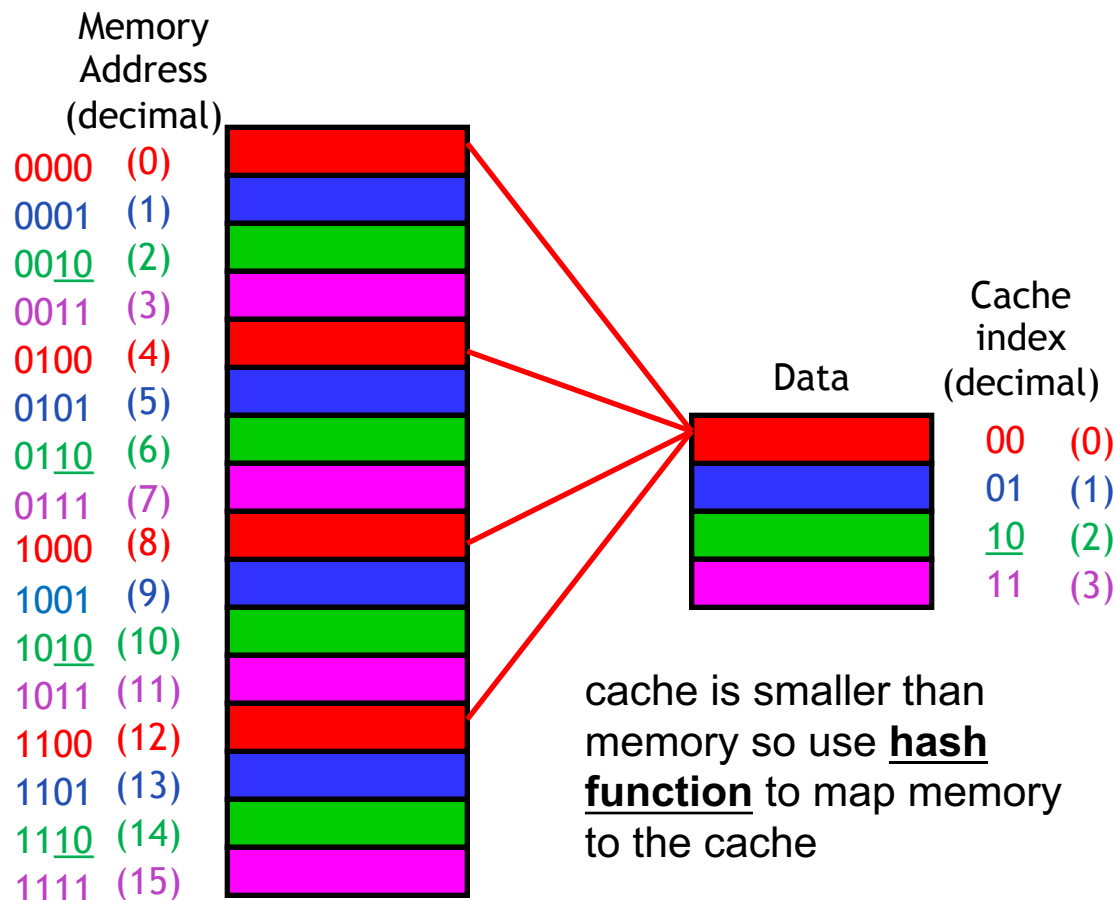 Memory
Address
(decimal)
0000 (0)
0001 (1)
0010 (2)
0011 (3)
0100 (4)
0101 (5)
0110 (6)
0111 (7)
1000 (8)
1001 (9)
1010 (10)
1011 (11)
1100 (12)
1101 (13)
1110 (14)
1111 (15)
Data
Cache
index
(decimal)
00 (0)
01 (1)
10 (2)
11 (3)
cache is smaller than
memory so use hash
function to map memory
to the cache